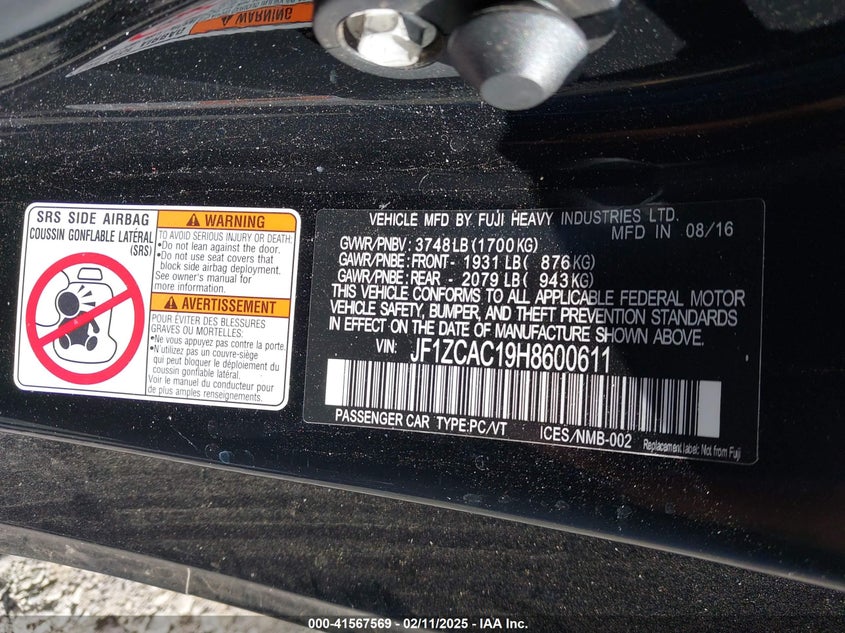 WARNING
SRS SIDE AIRBAG
COUSSIN GONFLABLE LATÉRAL
(SRS)
WARNING
TO AVOID SERIOUS INJURY OR DEATH:
•Do not lean against the door.
•Do not use seat covers that
block side airbag deployment.
See owner's manual for
more information.
AVERTISSEMENT
POUR ÉVITER DES BLESSURES
GRAVES OU MORTELLES:
•Ne vous appuyez pas contre la porte.
•N'utilisez pas un couvre-siège
qui peut bloquer le déploiement du
coussin gonflable latéral.
Voir le manuel du conducteur pour
de plus amples renseignements.
VEHICLE MFD BY FUJI HEAVY INDUSTRIES LTD.
MFD IN 08/16
GWWR/PNBV: 3748LB(1700KG)
GAWR/PNBE:FRONT- 1931 LB( 876KG)
GAWR/PNBE:REAR - 2079 LB( 943KG)
THIS VEHICLE CONFORMS TO ALL APPLICABLE FEDERAL MOTOR
VEHICLE SAFETY, BUMPER, AND THEFT PREVENTION STANDARDS
IN EFFECT ON THE DATE OF MANUFACTURE SHOWN ABOVE.
VIN: JF1ZCAC19H8600611
PASSENGER CAR TYPE:PC/VT ICES/NMB-002 Replacement label: Not from Fuji
000-41567569 - 02/11/2025 - IAA Inc.